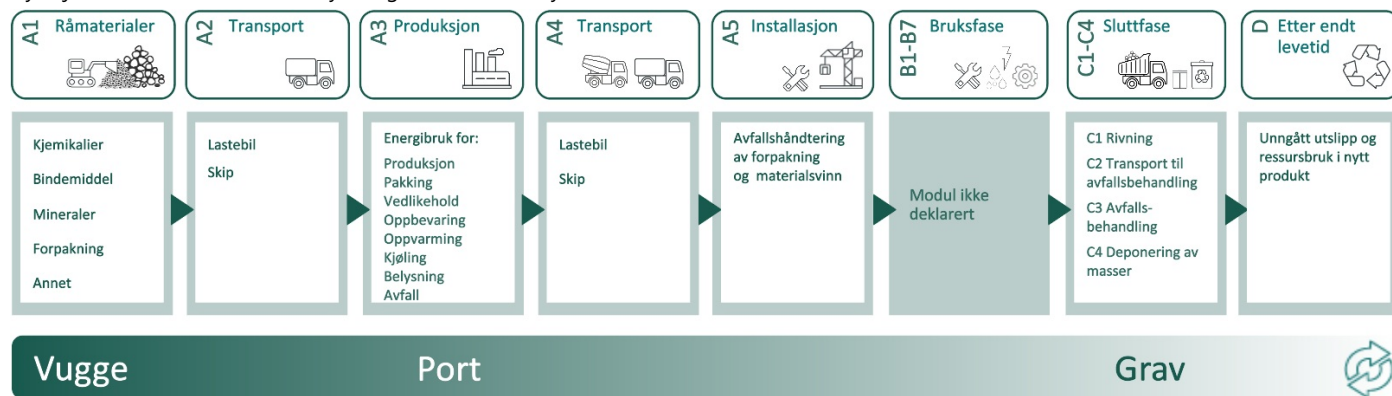 A1 Råmaterialer
A2 Transport
A3 Produksjon
A4 Transport
A5 Installasjon
B1-B7 Bruksfase
C1-C4 Sluttfase
D Etter endt
levetid
Kjemikalier
Bindemiddel
Mineraler
Forpakning
Annet
Lastebil
Skip
Energibruk for:
Produksjon
Pakking
Vedlikehold
Oppbevaring
Oppvarming
Kjøling
Belysning
Avfall
Lastebil
Skip
Avfallshåndtering
av forpakning
og materialsvinn
Modul ikke
deklarert
C1 Rivning
C2 Transport til
avfallsbehandling
C3 Avfalls-
behandling
C4 Deponering av
masser
Unngått utslipp og
ressursbruk i nytt
produkt
Vugge
Port
Grav